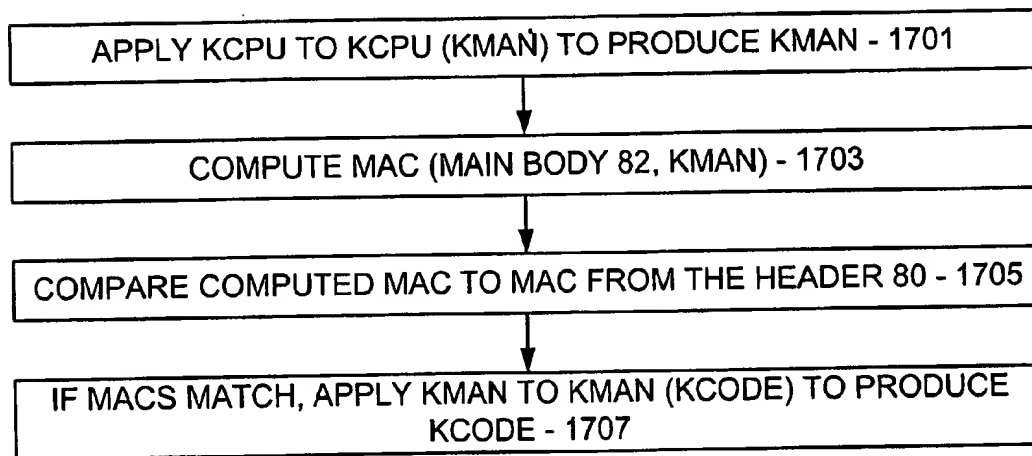 APPLY KCPU TO KCPU (KMAN) TO PRODUCE KMAN - 1701
COMPUTE MAC (MAIN BODY 82, KMAN) - 1703
COMPARE COMPUTED MAC TO MAC FROM THE HEADER 80 - 1705
IF MACS MATCH, APPLY KMAN TO KMAN (KCODE) TO PRODUCE
KCODE - 1707